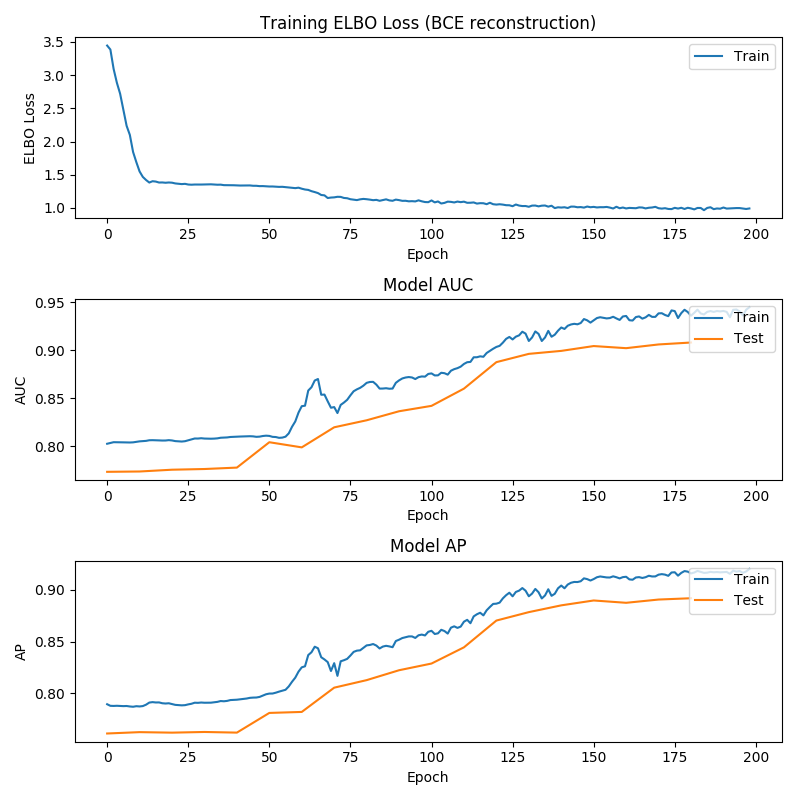 Training ELBO Loss (BCE reconstruction)
3.5
3.0
2.5
2.0
1.5
1.0
ELBO Loss
Train
0 25 50 75 100 125 150 175 200
Epoch
Model AUC
0.95
0.90
0.85
0.80
AUC
Train
Test
0 25 50 75 100 125 150 175 200
Epoch
Model AP
0.90
0.85
0.80
AP
Train
Test
0 25 50 75 100 125 150 175 200
Epoch